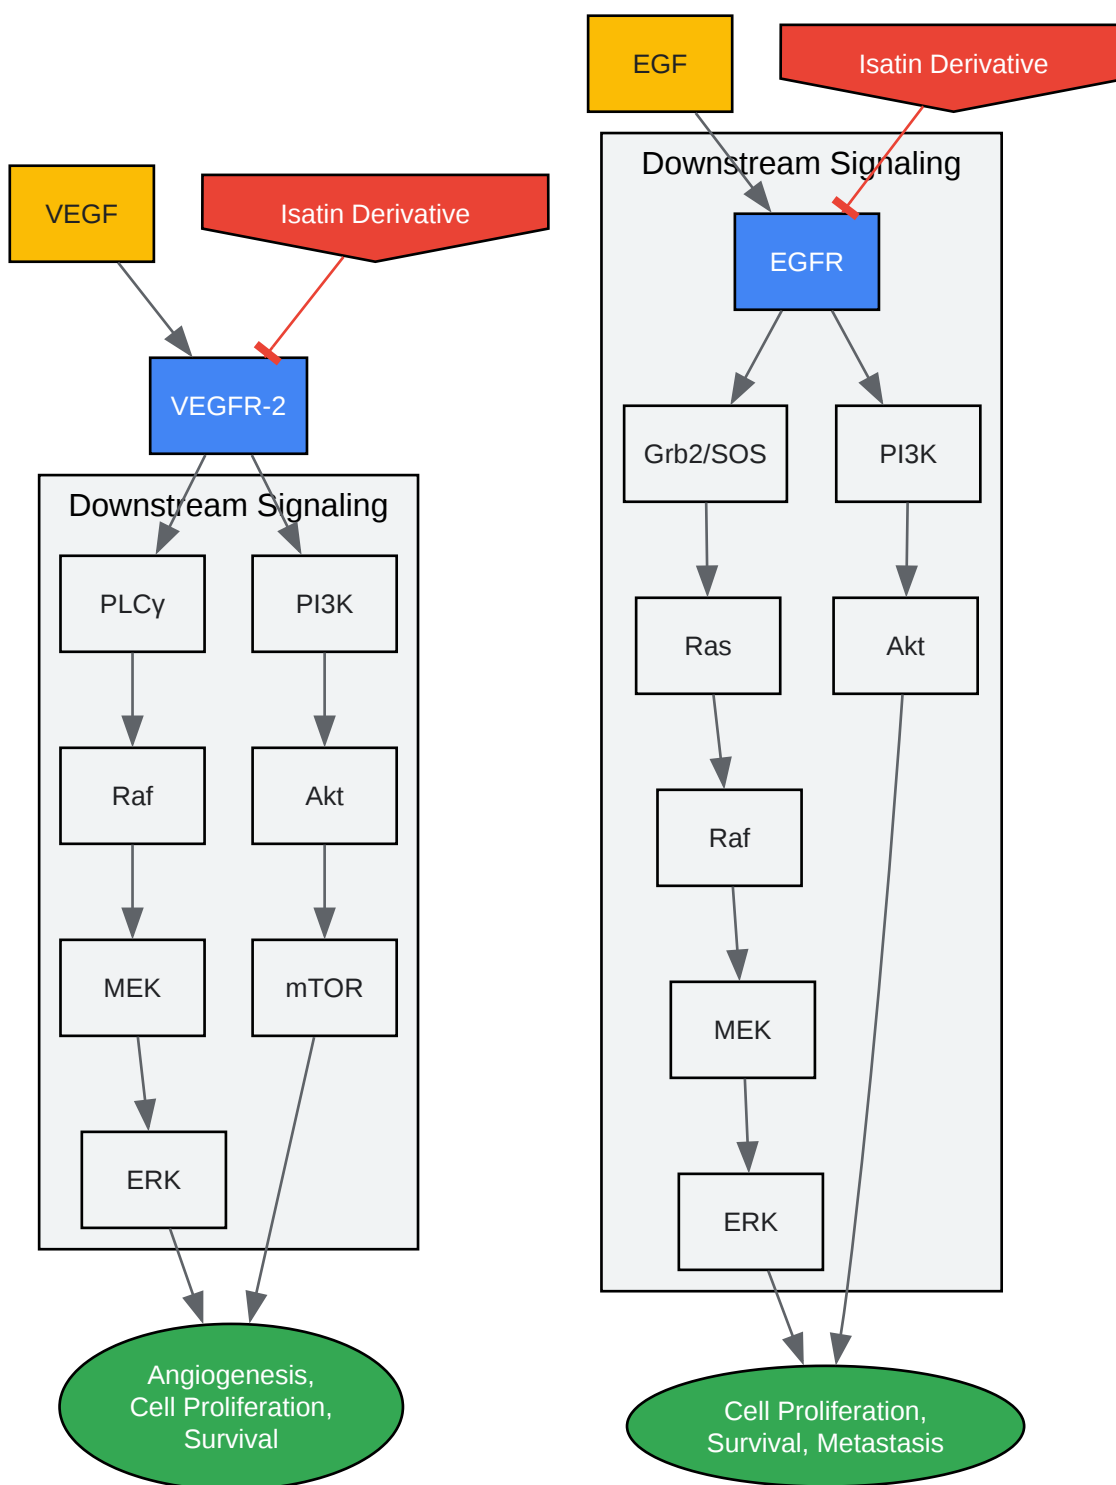 VEGF
Isatin Derivative
VEGFR-2
Downstream Signaling
PLCγ
PI3K
Raf
Akt
MEK
mTOR
ERK
Angiogenesis,
Cell Proliferation,
Survival
EGF
Isatin Derivative
Downstream Signaling
EGFR
Grb2/SOS
PI3K
Ras
Akt
Raf
MEK
ERK
Cell Proliferation,
Survival, Metastasis